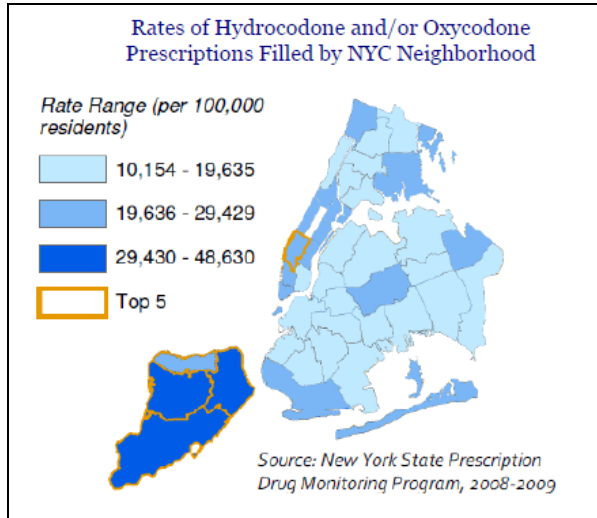 Rates of Hydrocodone and/or Oxycodone
Prescriptions Filled by NYC Neighborhood
Rate Range (per 100,000
residents)
10,154 - 19,635
19,636 - 29,429
29,430 - 48,630
Top 5
Source: New York State Prescription
Drug Monitoring Program, 2008-2009